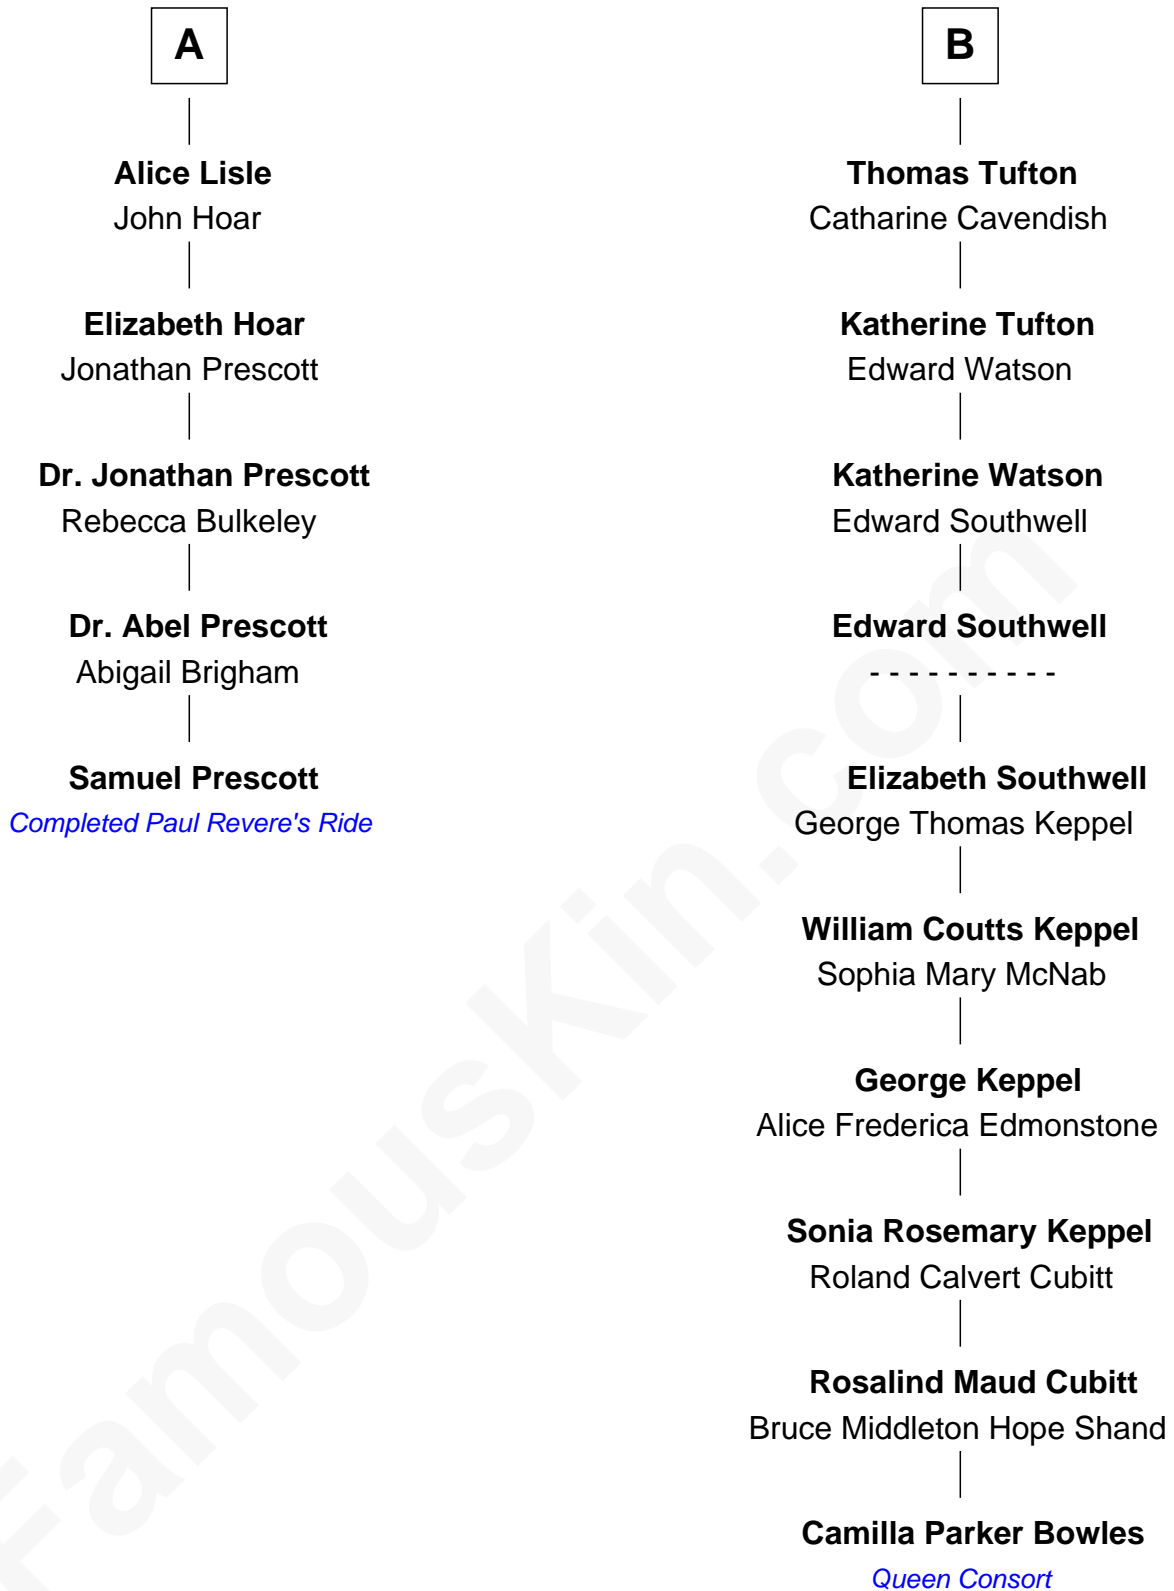 A
Alice Lisle
John Hoar
Elizabeth Hoar
Jonathan Prescott
Dr. Jonathan Prescott
Rebecca Bulkeley
Dr. Abel Prescott
Abigail Brigham
Samuel Prescott
Completed Paul Revere's Ride
B
Thomas Tufton
Catharine Cavendish
Katherine Tufton
Edward Watson
Katherine Watson
Edward Southwell
Edward Southwell
- - - - - - - - - -
Elizabeth Southwell
George Thomas Keppel
William Coutts Keppel
Sophia Mary McNab
George Keppel
Alice Frederica Edmonstone
Sonia Rosemary Keppel
Roland Calvert Cubitt
Rosalind Maud Cubitt
Bruce Middleton Hope Shand
Camilla Parker Bowles
Queen Consort
FamousKin.com